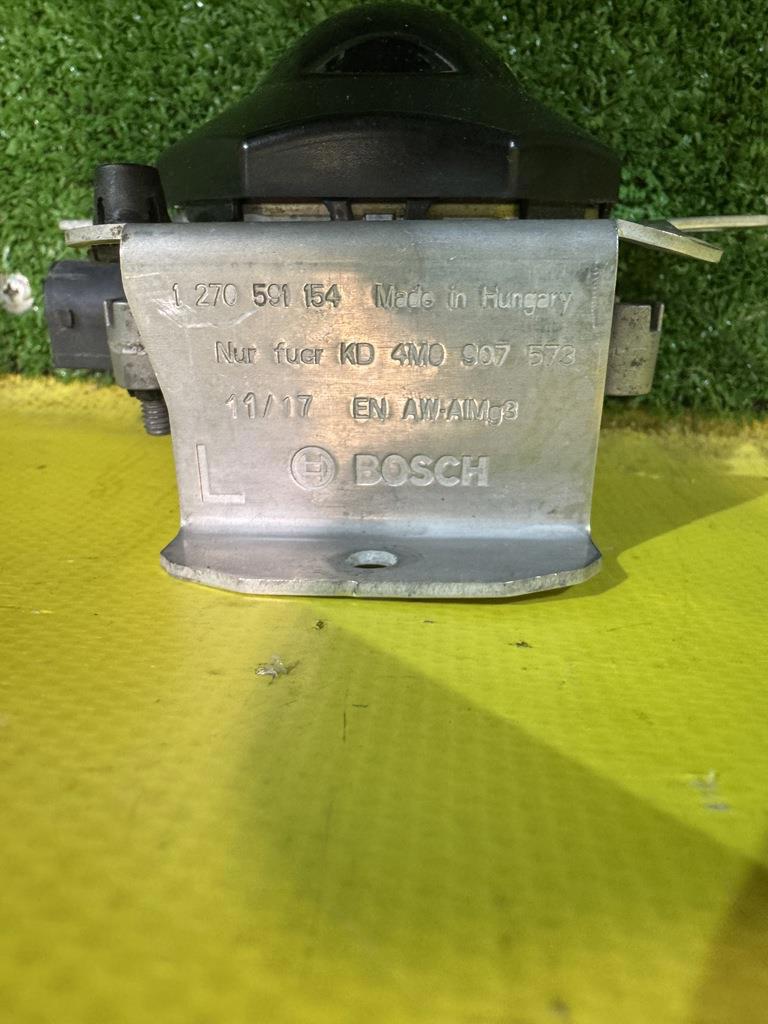 1 270 591 154 Made in Hungary
Nur fuer KD 4M0 907 573
11/17 EN AW-AlMg3
L BOSCH